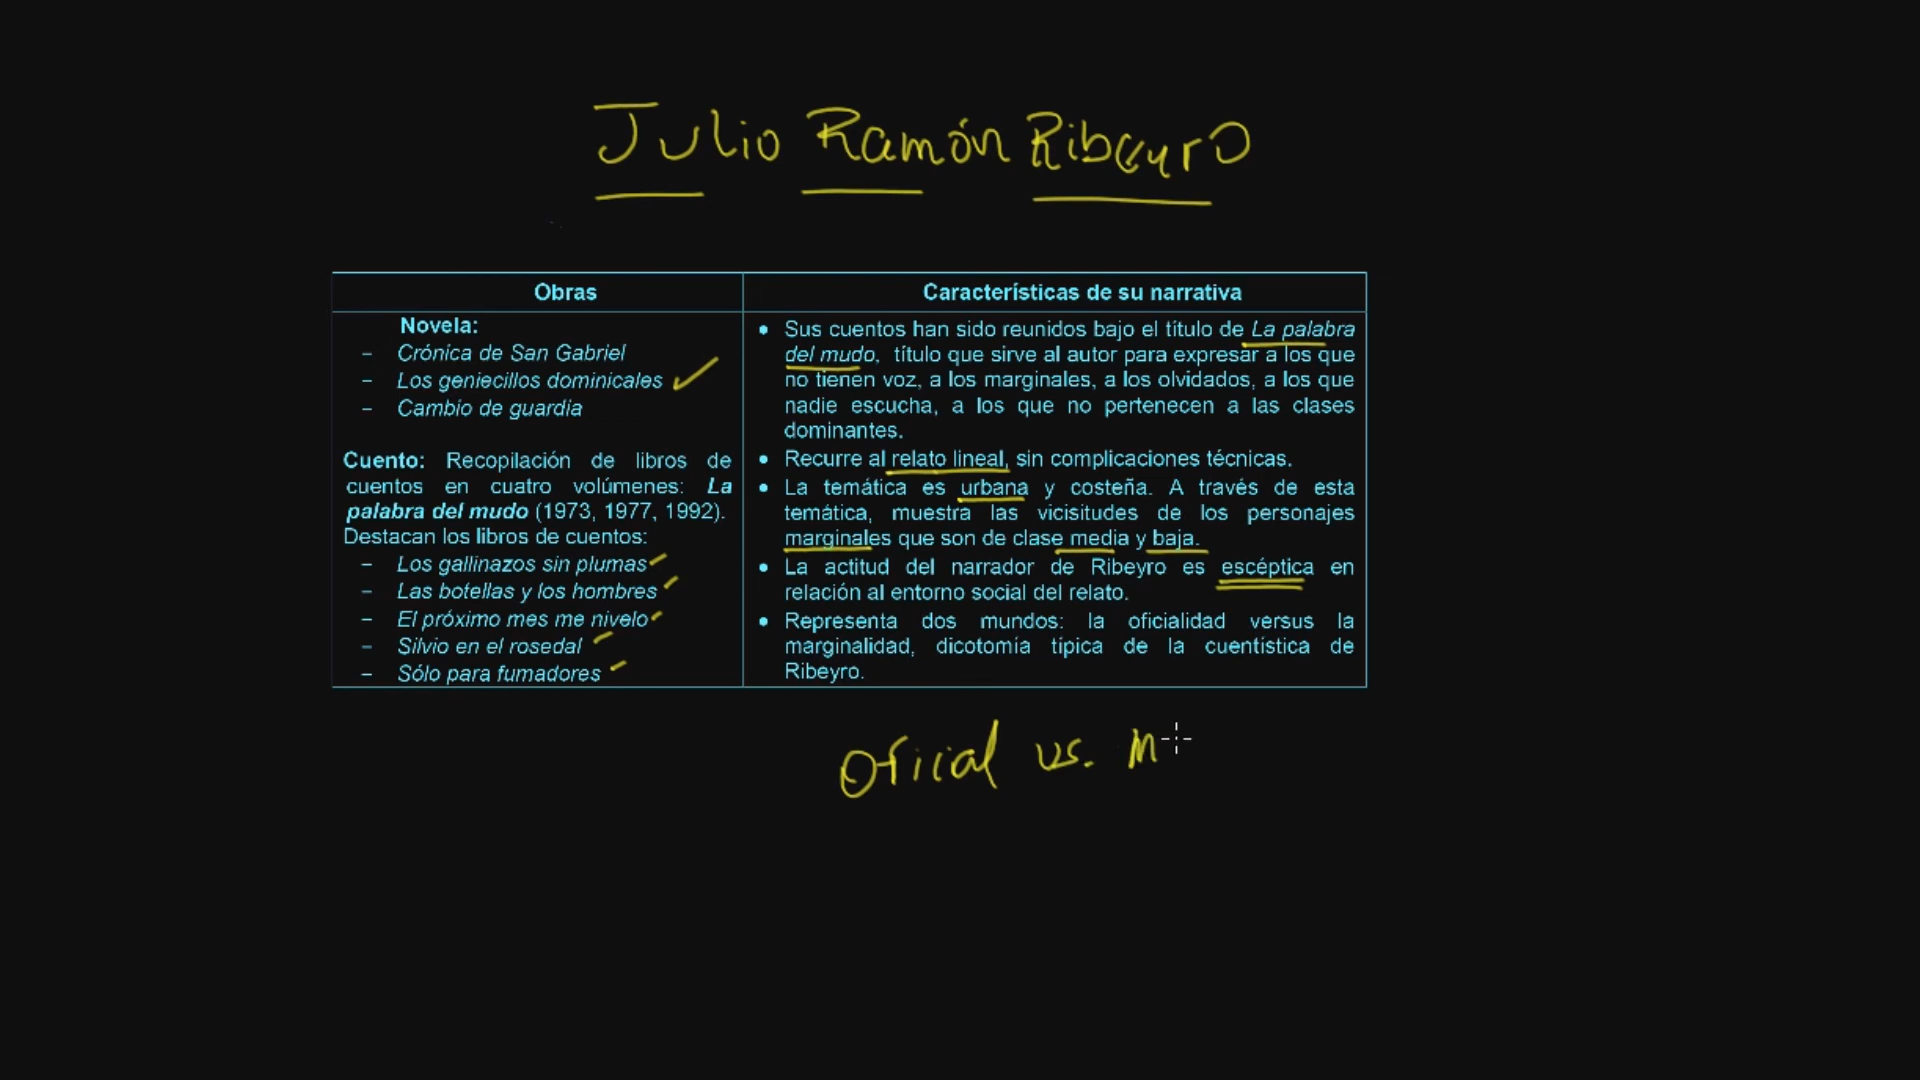 Julio Ramón Ribeyro
Obras
Novela:
- Crónica de San Gabriel
- Los geniecillos dominicales
- Cambio de guardia
Cuento: Recopilación de libros de
cuentos en cuatro volúmenes: La
palabra del mudo (1973, 1977, 1992).
Destacan los libros de cuentos:
- Los gallinazos sin plumas
- Las botellas y los hombres
- El próximo mes me nivelo
- Silvio en el rosedal
- Sólo para fumadores
Características de su narrativa
• Sus cuentos han sido reunidos bajo el título de La palabra
del mudo, título que sirve al autor para expresar a los que
no tienen voz, a los marginales, a los olvidados, a los que
nadie escucha, a los que no pertenecen a las clases
dominantes.
• Recurre al relato lineal, sin complicaciones técnicas.
• La temática es urbana y costeña. A través de esta
temática, muestra las vicisitudes de los personajes
marginales que son de clase media y baja.
• La actitud del narrador de Ribeyro es escéptica en
relación al entorno social del relato.
• Representa dos mundos: la oficialidad versus la
marginalidad, dicotomía típica de la cuentística de
Ribeyro.
Oficial vs. m